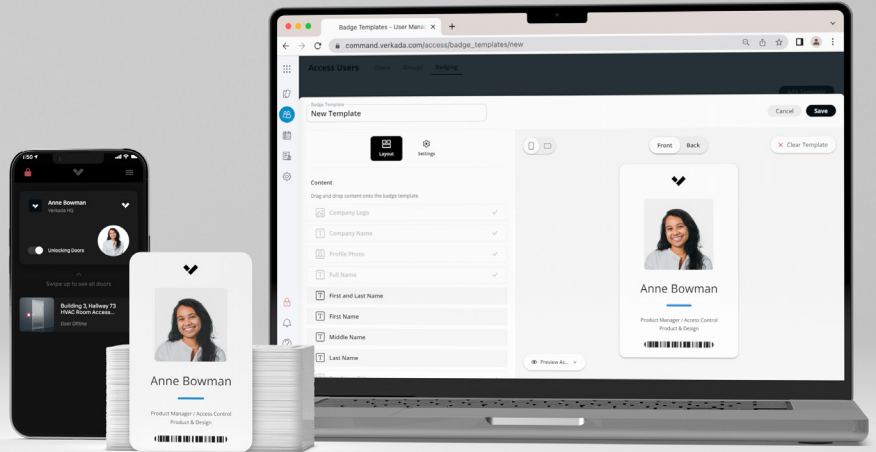 Badge Templates - User Manag
command.verkada.com/access/badge_templates/new
Access Users
Users
Groups
Badging
Badge Template
New Template
Cancel
Save
Layout
Settings
Front
Back
Clear Template
Content
Drag and drop content onto the badge template
Company Logo
Company Name
Profile Photo
Full Name
First and Last Name
First Name
Middle Name
Last Name
Anne Bowman
Product Manager / Access Control
Product & Design
Preview As...
1:50
Anne Bowman
Verkada HQ
Unlocking Doors
Swipe up to see all doors
Building 3, Hallway 73
HVAC Room Access...
Door Offline
Anne Bowman
Product Manager / Access Control
Product & Design